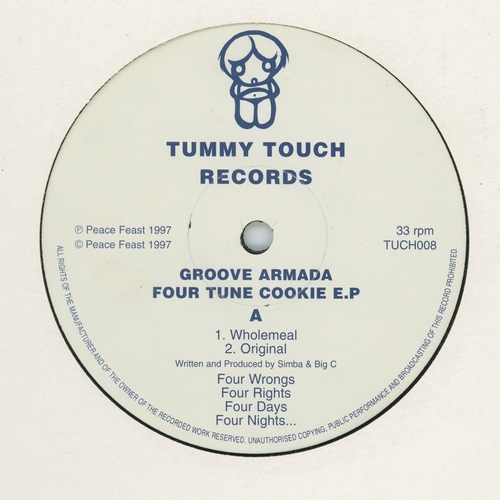 TUMMY TOUCH
RECORDS
℗ Peace Feast 1997
© Peace Feast 1997
33 rpm
TUCH008
GROOVE ARMADA
FOUR TUNE COOKIE E.P
A
1. Wholemeal
2. Original
Written and Produced by Simba & Big C
Four Wrongs
Four Rights
Four Days
Four Nights...
ALL RIGHTS OF THE MANUFACTURER AND OF THE OWNER OF THE RECORDED WORK RESERVED. UNAUTHORISED COPYING, PUBLIC PERFORMANCE AND BROADCASTING OF THIS RECORD PROHIBITED.